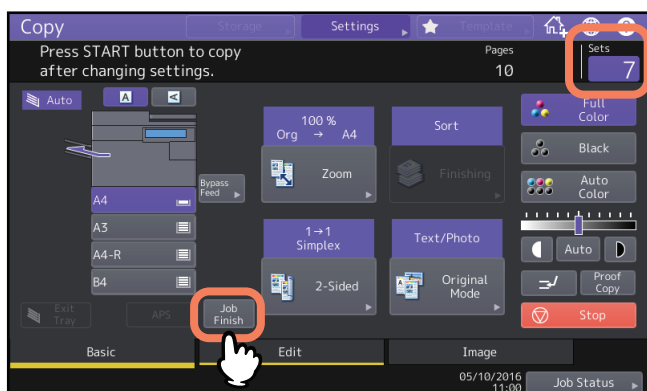 Copy
Storage
Settings
Template
?
Press START button to copy
after changing settings.
Pages
10
Sets
7
Auto
A
A
100 %
Org → A4
Zoom
Sort
Finishing
Full
Color
Black
Auto
Color
Bypass
Feed
A4
A3
A4-R
B4
1→1
Simplex
2-Sided
Text/Photo
Original
Mode
Auto
Proof
Copy
Exit
Tray
APS
Job
Finish
Stop
Basic
Edit
Image
05/10/2016
11:00
Job Status